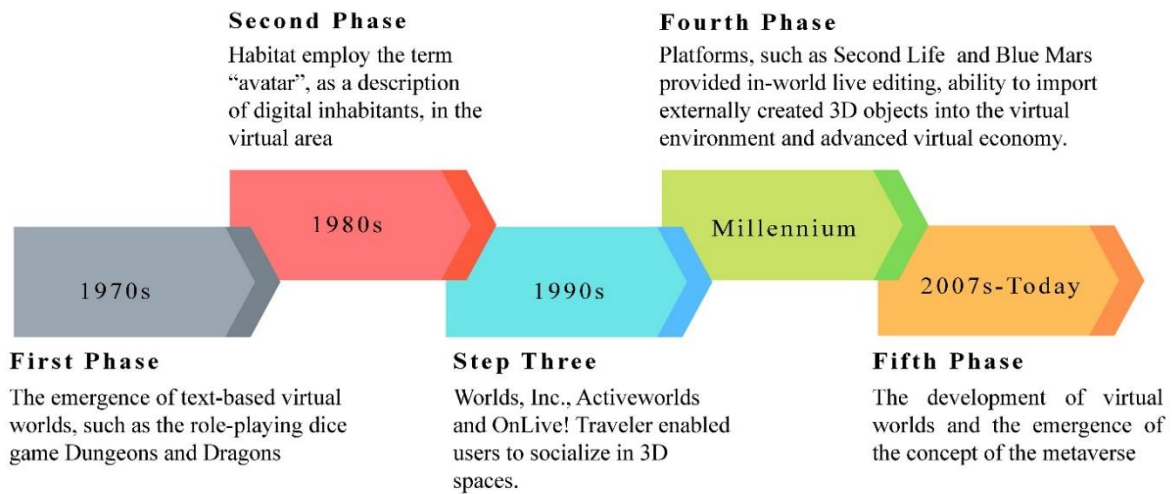 Second Phase
Habitat employ the term
“avatar”, as a description
of digital inhabitants, in the
virtual area
Fourth Phase
Platforms, such as Second Life and Blue Mars
provided in-world live editing, ability to import
externally created 3D objects into the virtual
environment and advanced virtual economy.
1970s
1980s
1990s
Millennium
2007s-Today
First Phase
The emergence of text-based virtual
worlds, such as the role-playing dice
game Dungeons and Dragons
Step Three
Worlds, Inc., Activeworlds
and OnLive! Traveler enabled
users to socialize in 3D
spaces.
Fifth Phase
The development of virtual
worlds and the emergence of
the concept of the metaverse